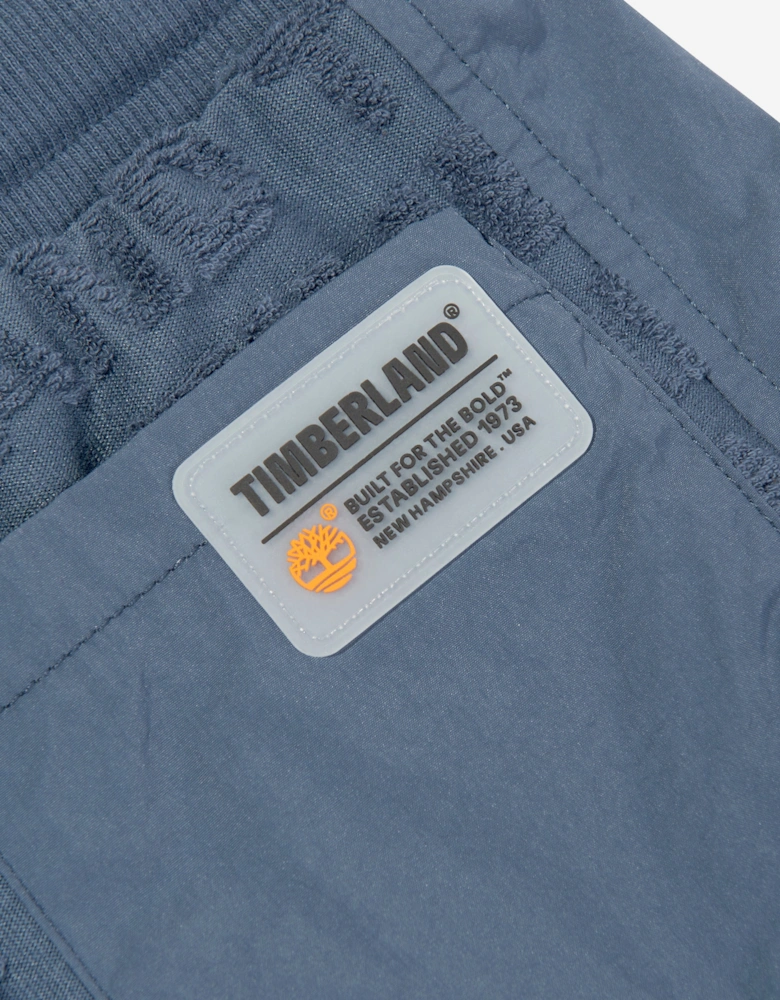 TIMBERLAND®
BUILT FOR THE BOLD™
ESTABLISHED 1973
NEW HAMPSHIRE · USA
®